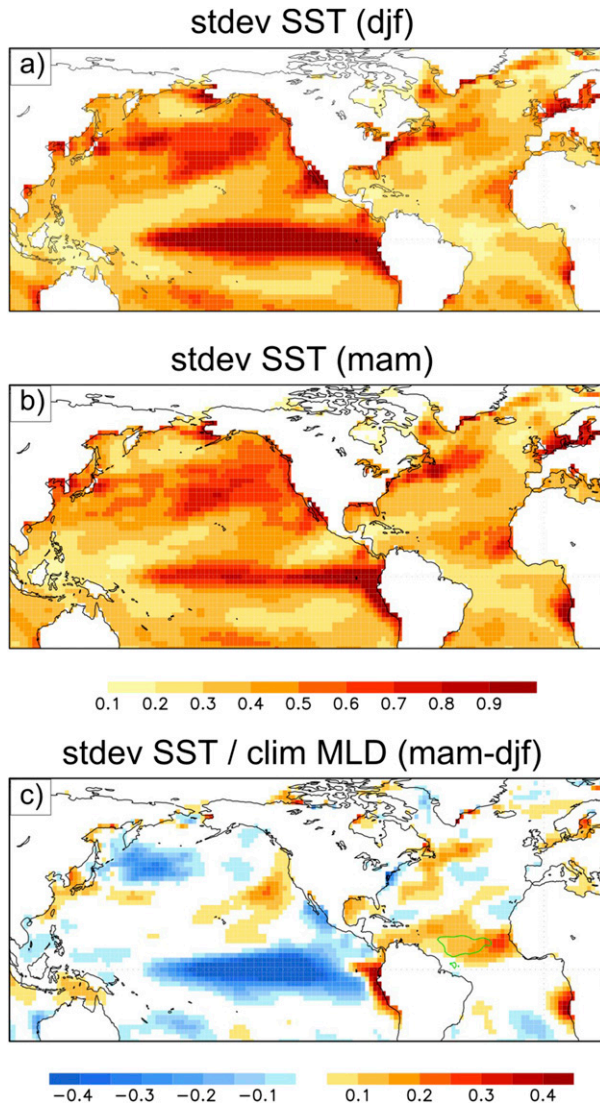 stdev SST (djf)
a)
stdev SST (mam)
b)
0.1 0.2 0.3 0.4 0.5 0.6 0.7 0.8 0.9
stdev SST / clim MLD (mam-djf)
c)
−0.4 −0.3 −0.2 −0.1 0.1 0.2 0.3 0.4